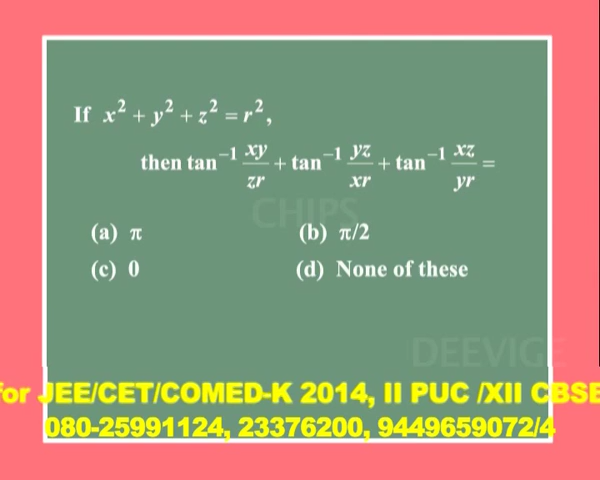 If x² + y² + z² = r²,
then tan⁻¹ xy/zr + tan⁻¹ yz/xr + tan⁻¹ xz/yr =
CHIPS
(a) π (b) π/2
(c) 0 (d) None of these
DEEVIGE
for JEE/CET/COMED-K 2014, II PUC /XII CBSE
080-25991124, 23376200, 9449659072/4